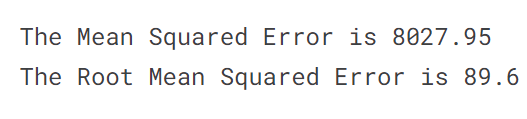 The Mean Squared Error is 8027.95
The Root Mean Squared Error is 89.6